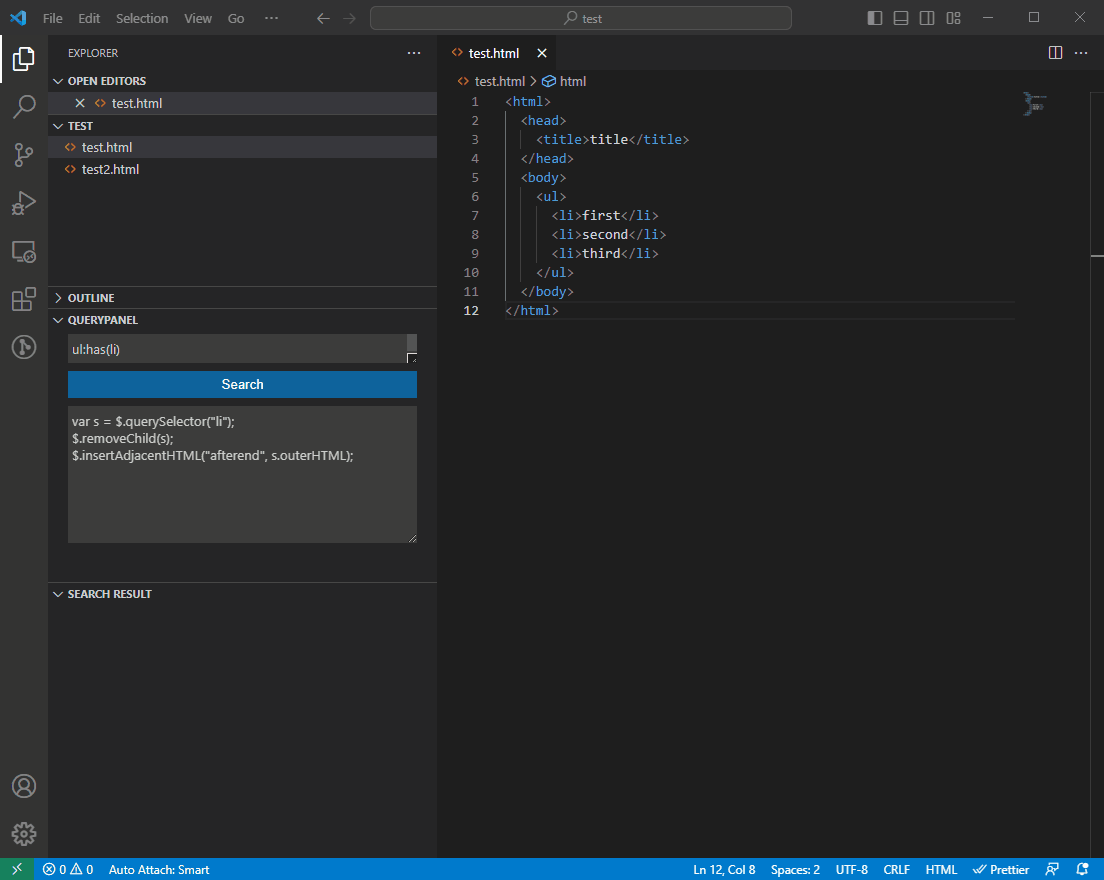 File Edit Selection View Go ··· test
EXPLORER ···
OPEN EDITORS
test.html
TEST
test.html
test2.html
OUTLINE
QUERYPANEL
ul:has(li)
Search
var s = $.querySelector("li");
$.removeChild(s);
$.insertAdjacentHTML("afterend", s.outerHTML);
SEARCH RESULT
test.html ···
test.html > html
1 <html>
2 <head>
3 <title>title</title>
4 </head>
5 <body>
6 <ul>
7 <li>first</li>
8 <li>second</li>
9 <li>third</li>
10 </ul>
11 </body>
12 </html>
0 0 Auto Attach: Smart Ln 12, Col 8 Spaces: 2 UTF-8 CRLF HTML Prettier